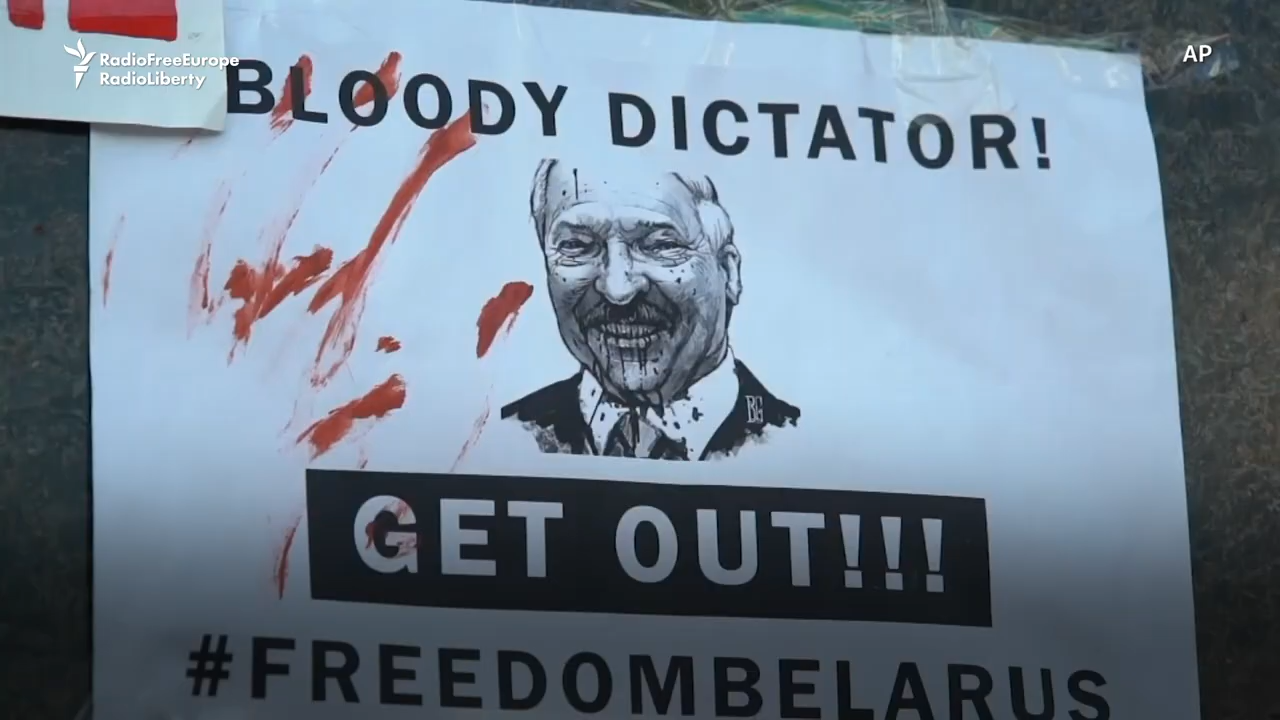 RadioFreeEurope
RadioLiberty
AP
BLOODY DICTATOR!
BG
GET OUT!!!
#FREEDOMBELARUS